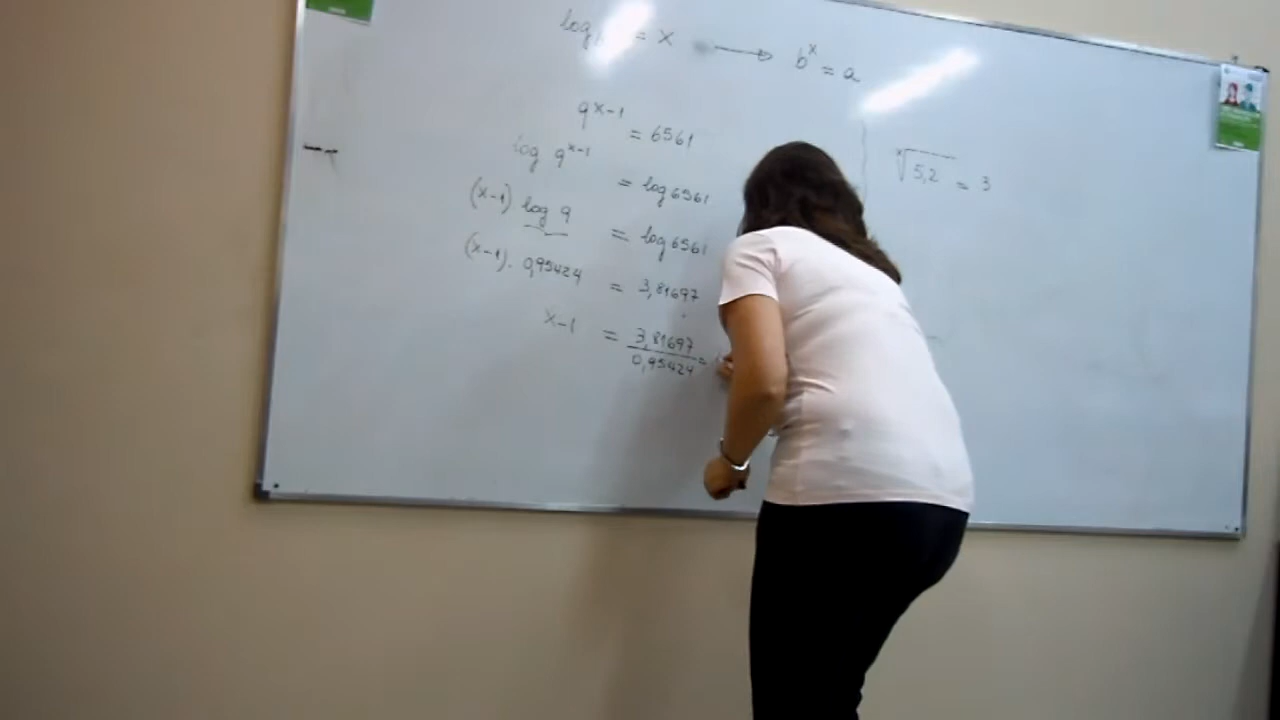 log = x → b^x = a
9^x-1 = 6561
log 9^x-1 = log 6561
(x-1) log 9 = log 6561
(x-1). 0,95424 = 3,81697
x-1 = 3,81697 / 0,95424 =
ˣ√5,2 = 3